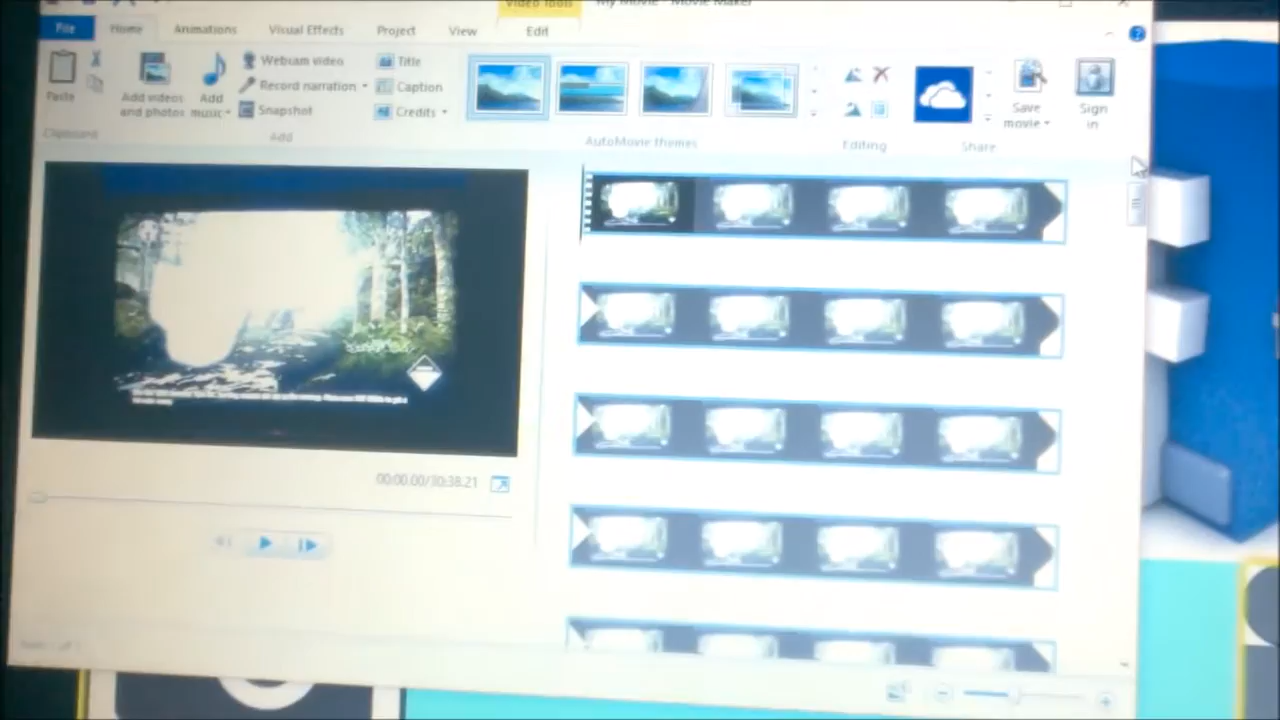 Video Tools
My Movie - Movie Maker
File
Home
Animations
Visual Effects
Project
View
Edit
Paste
Add videos
and photos
Add
music
Webcam video
Record narration
Snapshot
Title
Caption
Credits
Save
movie
Sign
in
Clipboard
Add
AutoMovie themes
Editing
Share
00:00.00/30:38.21